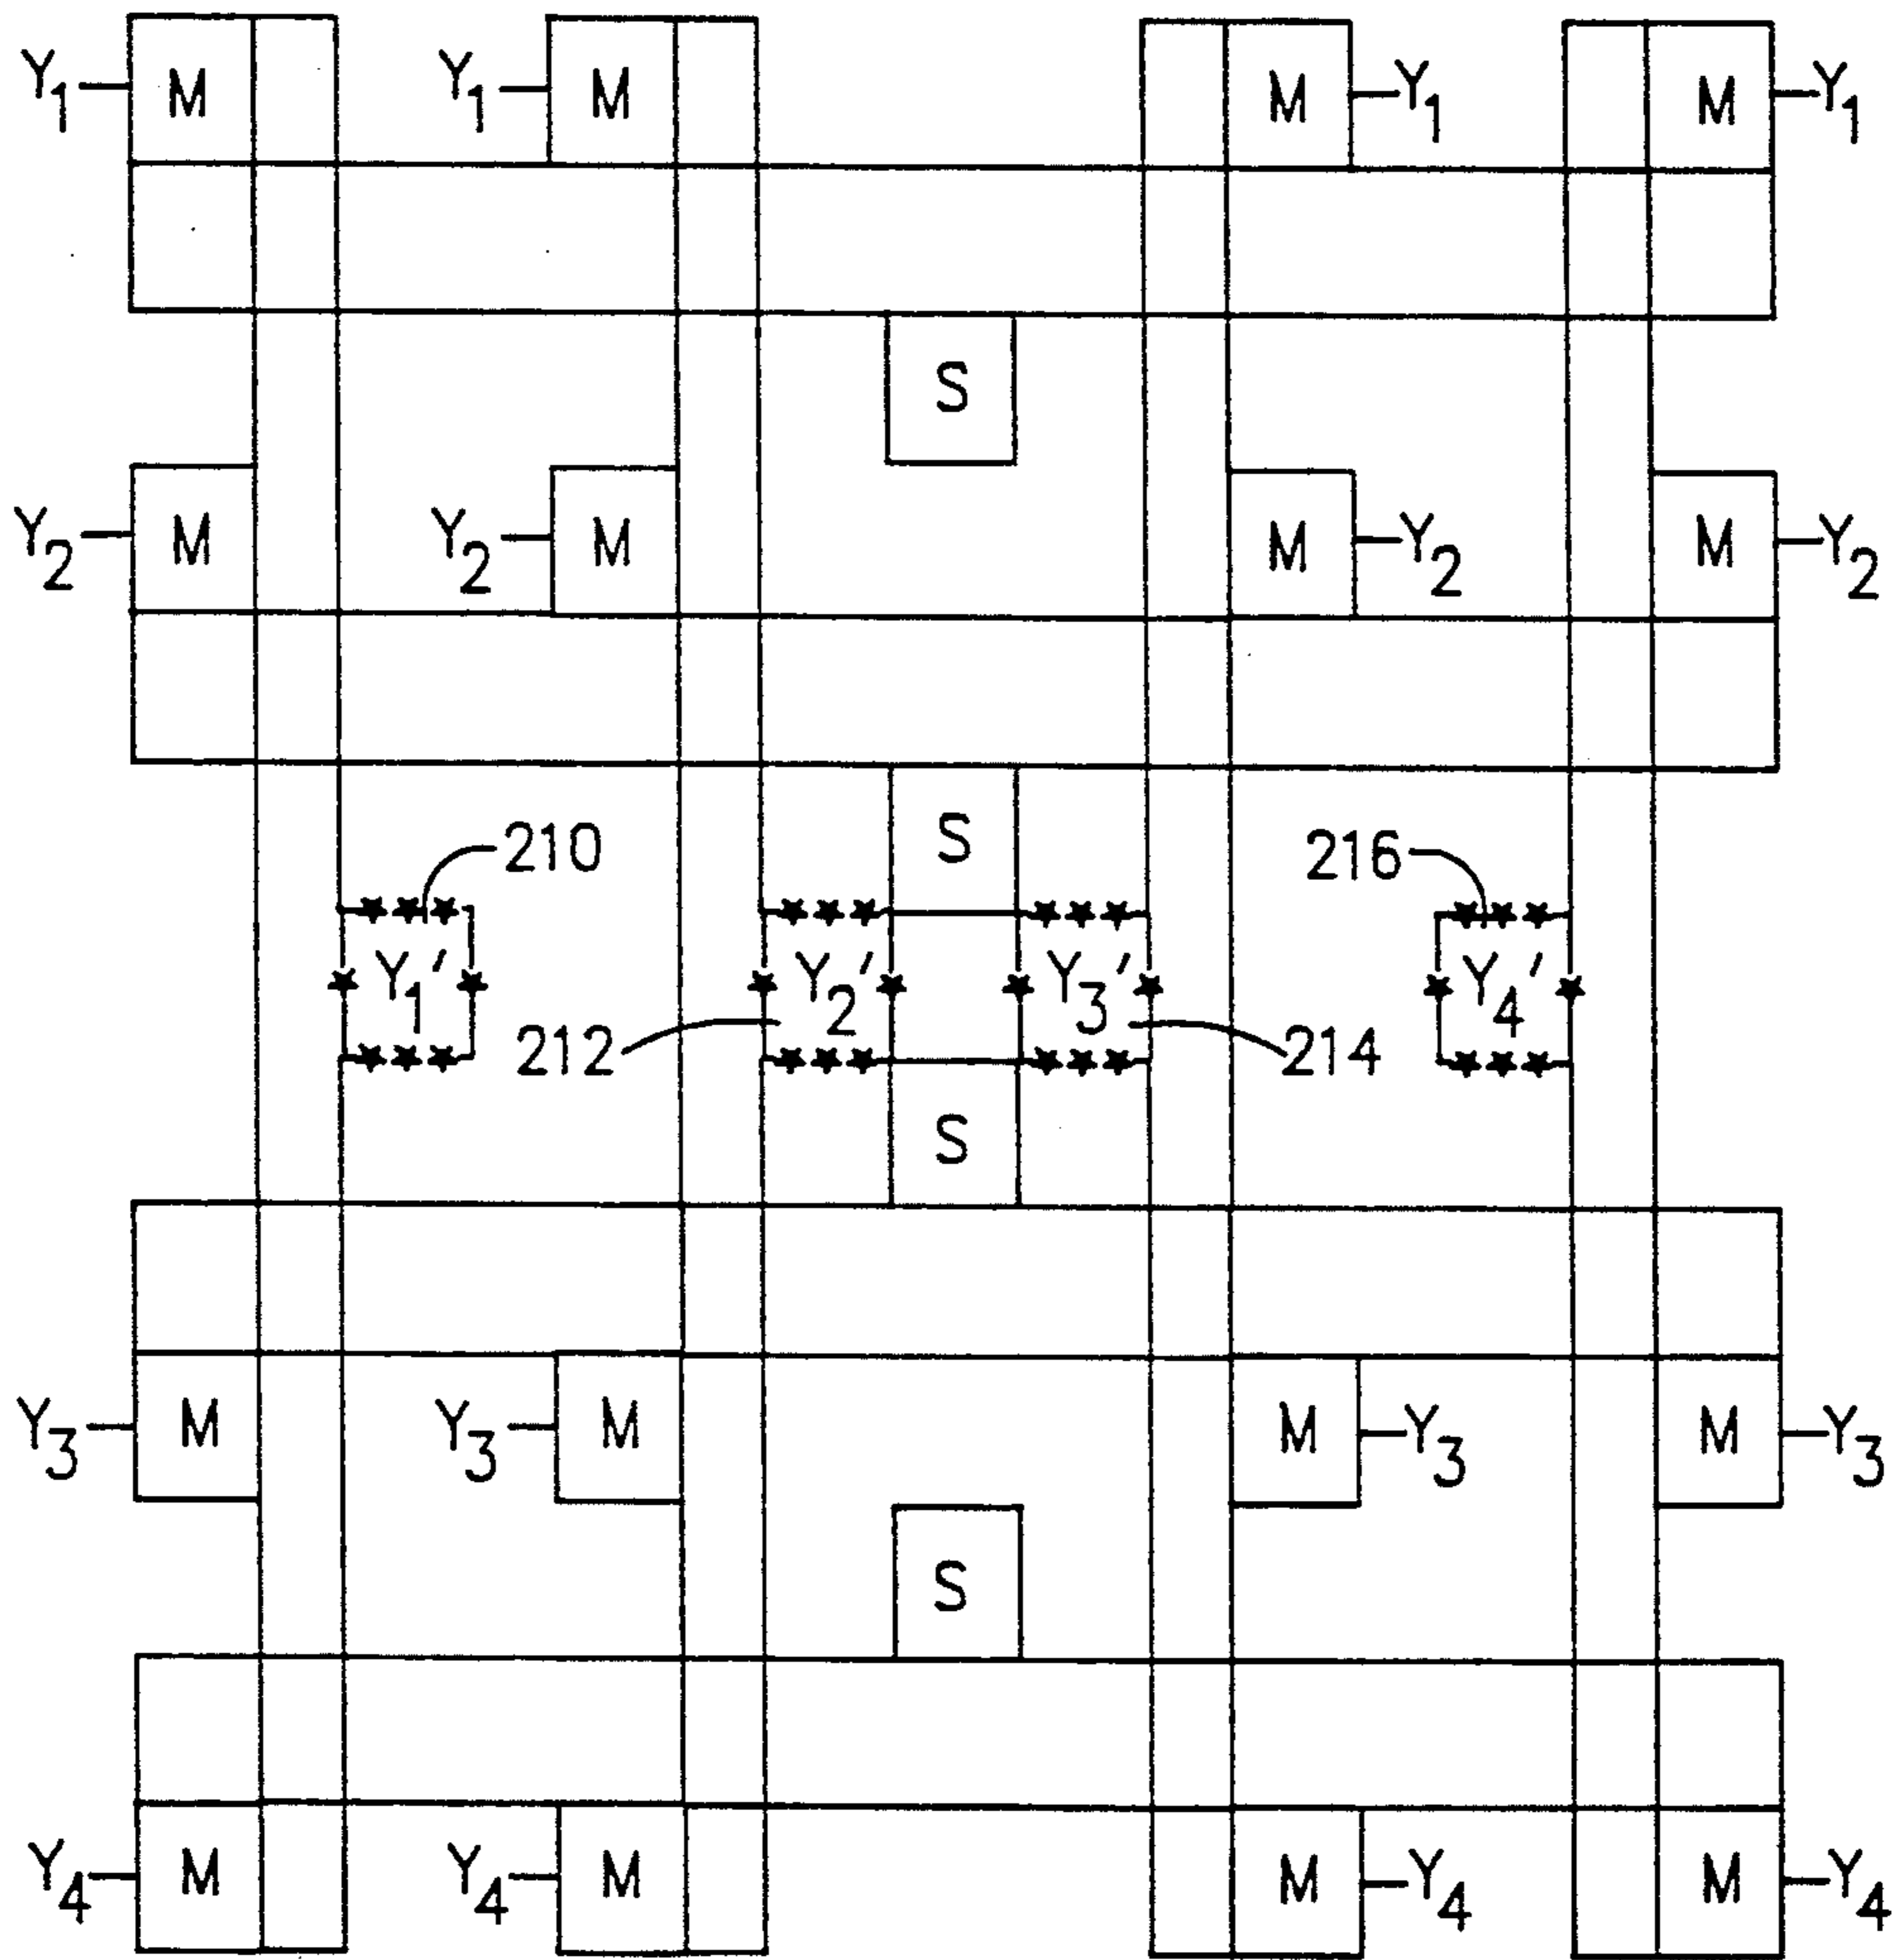 Y1 M Y1 M M Y1 M Y1
S
Y2 M Y2 M M Y2 M Y2
210 S 216
Y1' Y2' Y3' Y4'
212 214
S
Y3 M Y3 M M Y3 M Y3
S
Y4 M Y4 M M Y4 M Y4